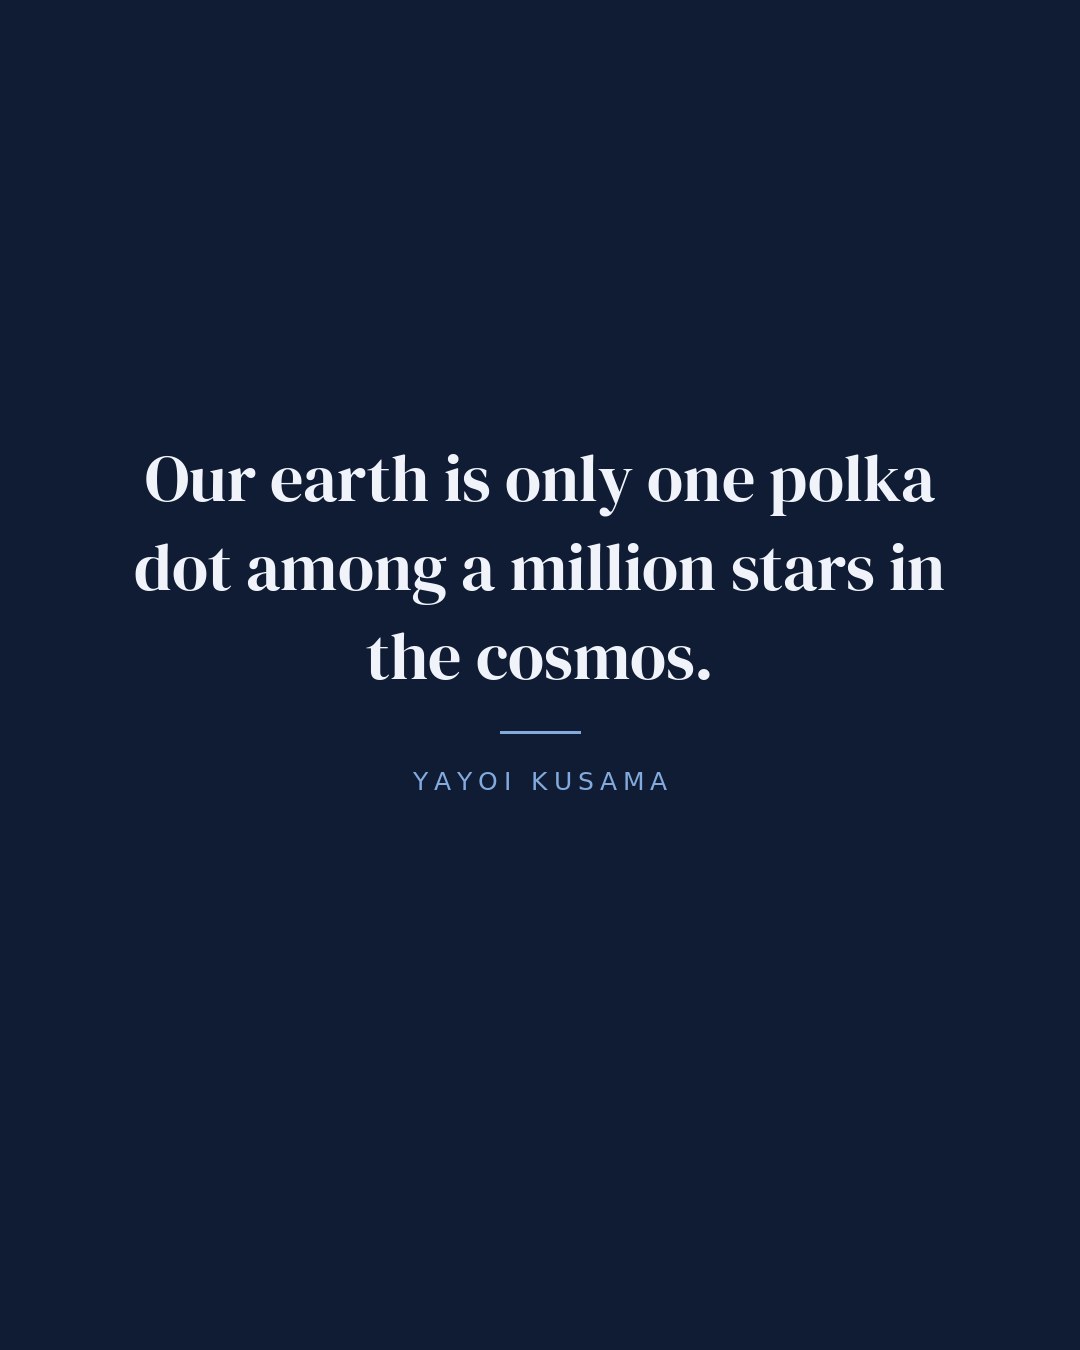 Our earth is only one polka
dot among a million stars in
the cosmos.
YAYOI KUSAMA